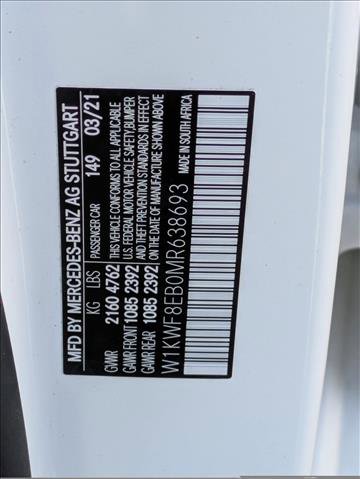 MFD BY MERCEDES-BENZ AG STUTTGART
PASSENGER CAR 149 03/21
KG LBS
GVWR 2160 4762
GAWR FRONT 1085 2392
GAWR REAR 1085 2392
THIS VEHICLE CONFORMS TO ALL APPLICABLE
U.S. FEDERAL MOTOR VEHICLE SAFETY, BUMPER
& THEFT PREVENTION STANDARDS IN EFFECT
ON THE DATE OF MANUFACTURE SHOWN ABOVE
W1KWF8EB0MR638693
MADE IN SOUTH AFRICA